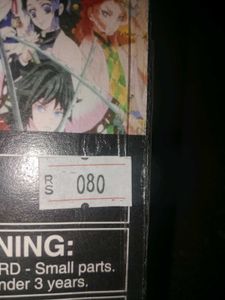 RS 080
NING:
RD - Small parts.
nder 3 years.